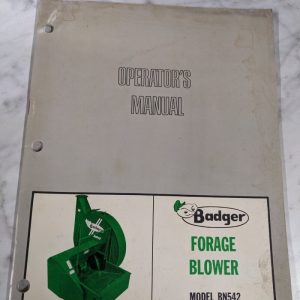 OPERATOR'S
MANUAL
Badger
FORAGE
BLOWER
MODEL BN542